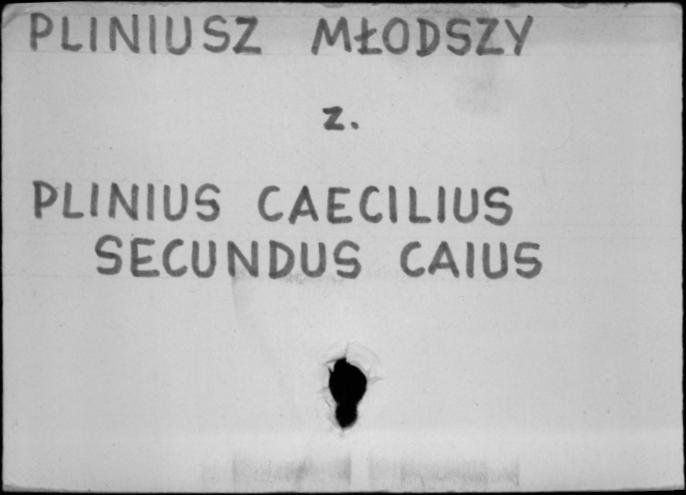 PLINIUSZ MŁODSZY
z.
PLINIUS CAECILIUS
SECUNDUS CAIUS